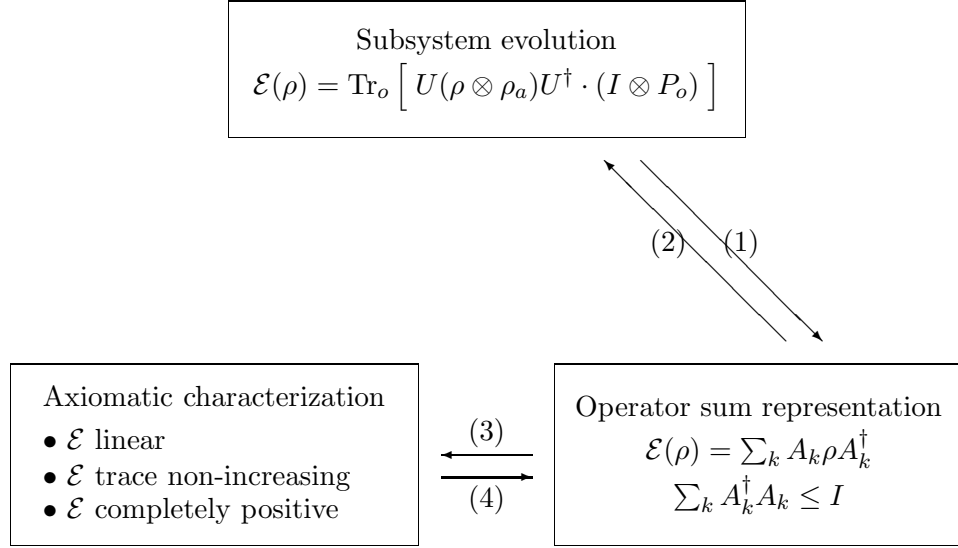 Subsystem evolution
ℰ(ρ) = Tr_o [ U(ρ ⊗ ρ_a)U^† · (I ⊗ P_o) ]
(2) (1)
Axiomatic characterization
• ℰ linear
• ℰ trace non-increasing
• ℰ completely positive
(3)
(4)
Operator sum representation
ℰ(ρ) = ∑_k A_k ρ A_k^†
∑_k A_k^† A_k ≤ I